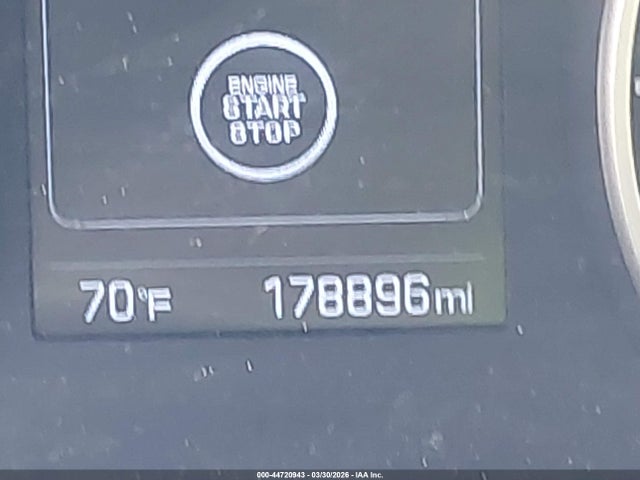 ENGINE
START
STOP
70°F 178896mi
000-44720943 - 03/30/2026 - IAA Inc.